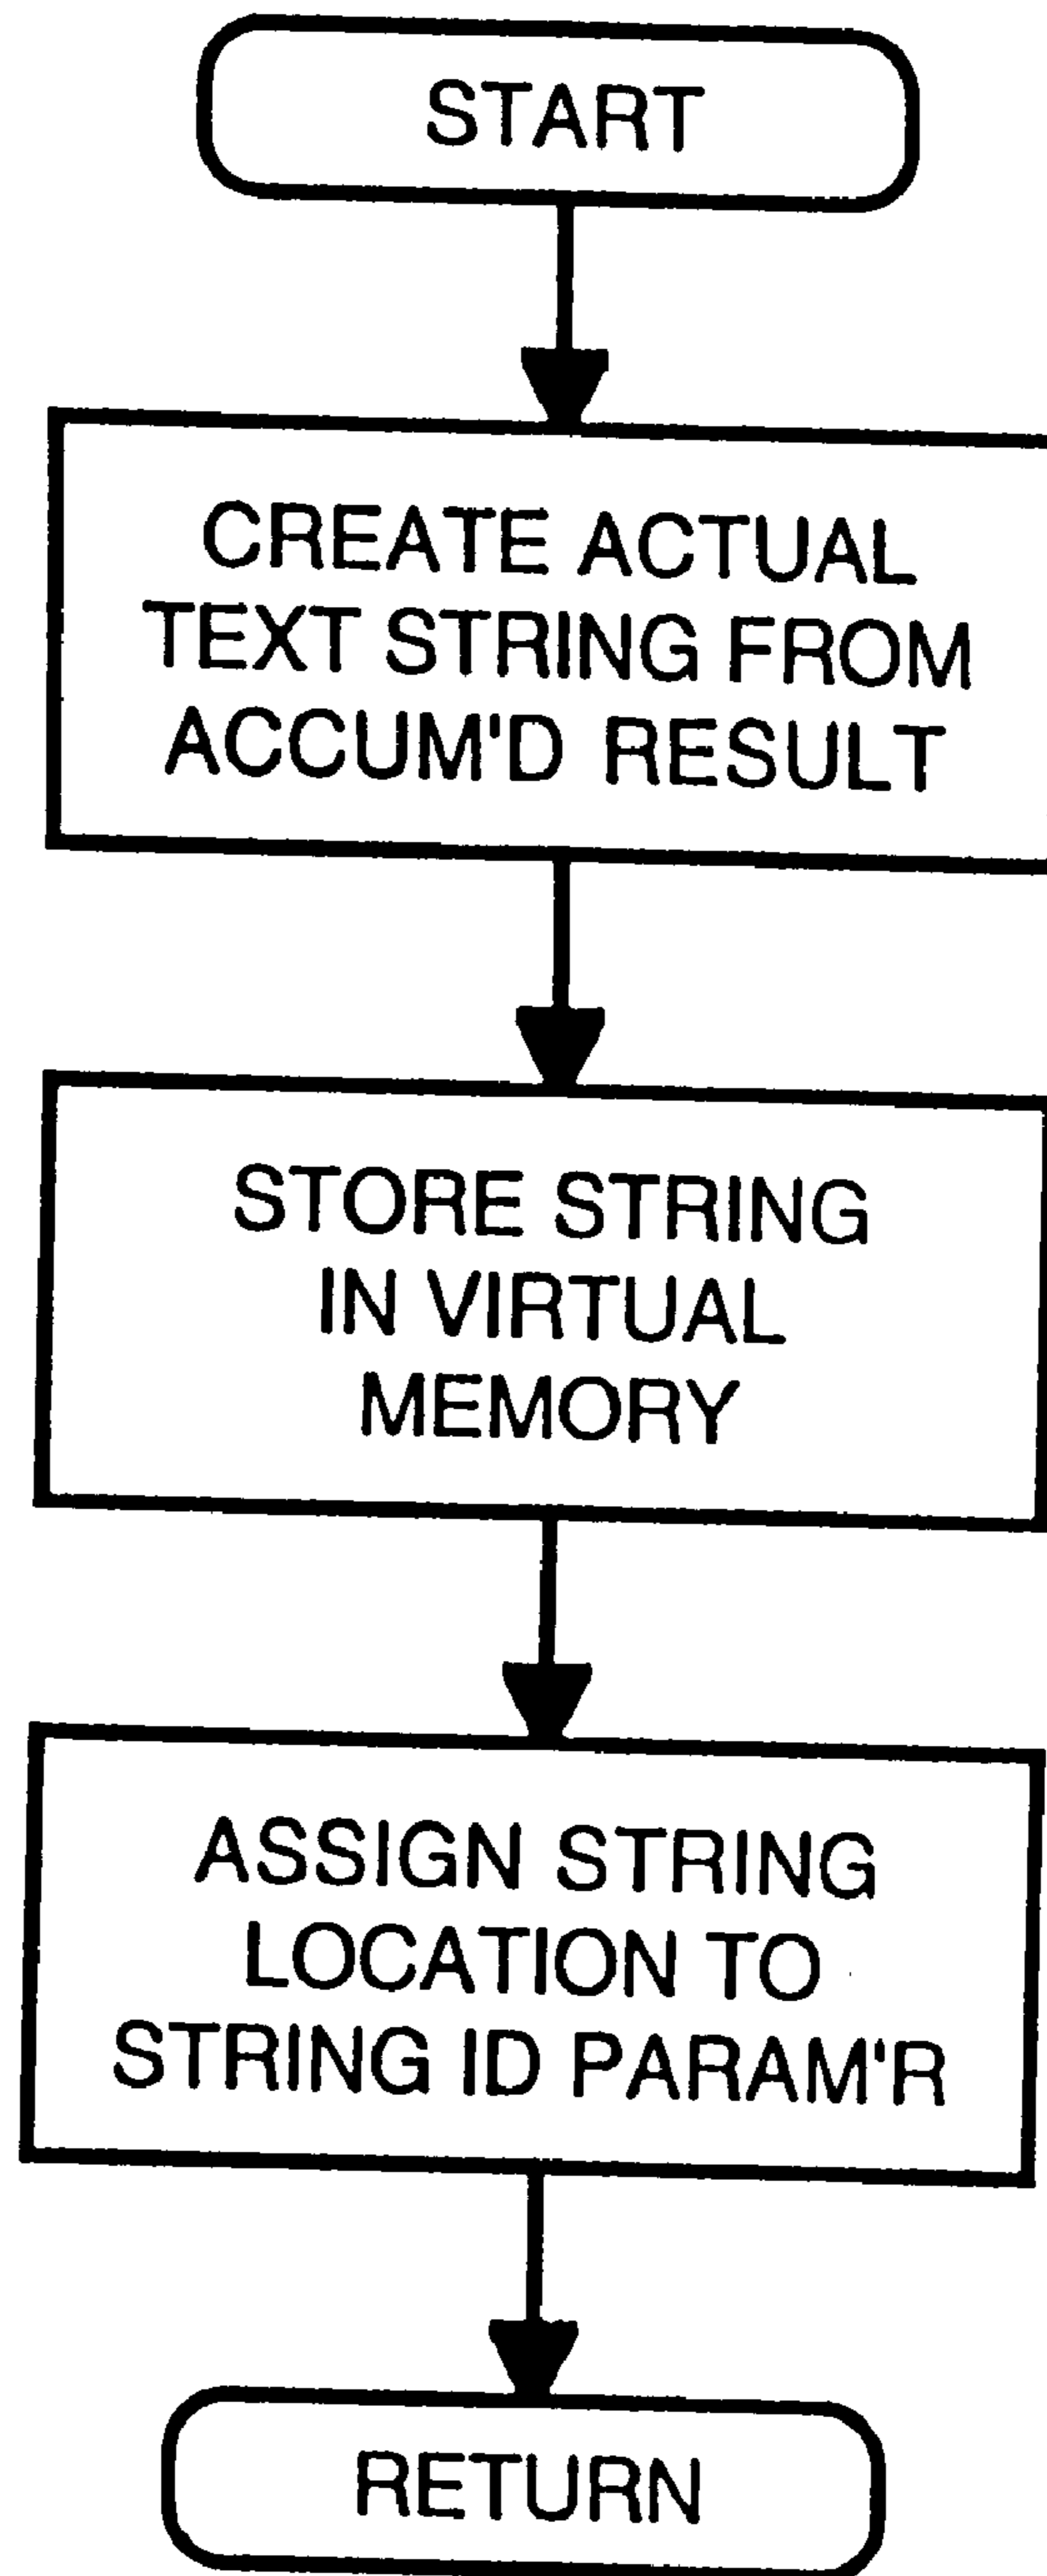 START
CREATE ACTUAL
TEXT STRING FROM
ACCUM'D RESULT
STORE STRING
IN VIRTUAL
MEMORY
ASSIGN STRING
LOCATION TO
STRING ID PARAM'R
RETURN